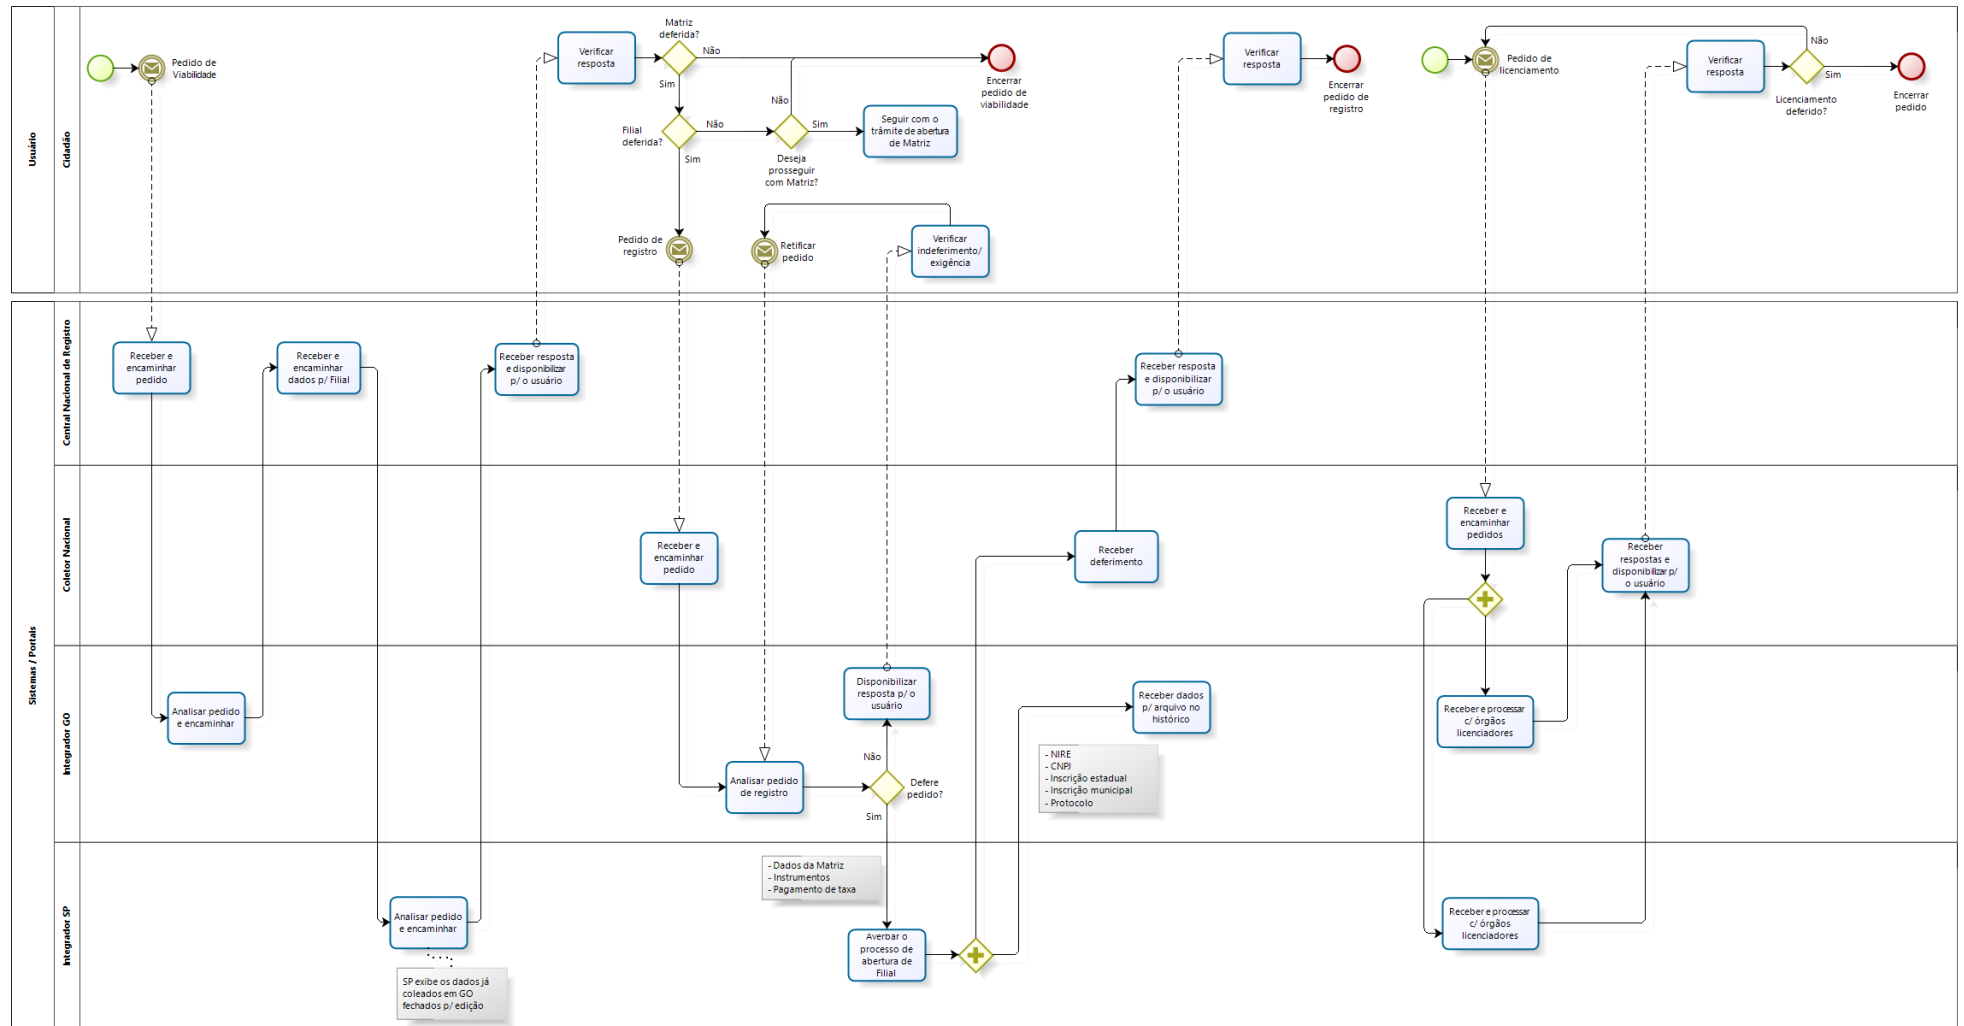 Usuário
Cidadão
Pedido de
Viabilidade
Verificar
resposta
Matriz
deferida?
Não
Sim
Filial
deferida?
Não
Sim
Não
Sim
Deseja
prosseguir
com Matriz?
Seguir com o
trâmite de abertura
de Matriz
Encerrar
pedido de
viabilidade
Pedido de
registro
Retificar
pedido
Verificar
indeferimento/
exigência
Verificar
resposta
Encerrar
pedido de
registro
Pedido de
licenciamento
Verificar
resposta
Não
Sim
Licenciamento
deferido?
Encerrar
pedido
Sistemas / Portais
Central Nacional de Registro
Receber e
encaminhar
pedido
Receber e
encaminhar
dados p/ Filial
Receber resposta
e disponibilizar
p/ o usuário
Receber resposta
e disponibilizar
p/ o usuário
Coletor Nacional
Receber e
encaminhar
pedido
Receber
deferimento
Receber e
encaminhar
pedidos
Receber
respostas e
disponibilizar p/
o usuário
Integrador GO
Analisar pedido
e encaminhar
Analisar pedido
de registro
Disponibilizar
resposta p/ o
usuário
Não
Defere
pedido?
Sim
Receber dados
p/ arquivo no
histórico
- NIRE
- CNPJ
- Inscrição estadual
- Inscrição municipal
- Protocolo
Receber e processar
c/ órgãos
licenciadores
Integrador SP
Analisar pedido
e encaminhar
SP exibe os dados já
coletados em GO
fechados p/ edição
- Dados da Matriz
- Instrumentos
- Pagamento de taxa
Averbar o
processo de
abertura de
Filial
Receber e processar
c/ órgãos
licenciadores